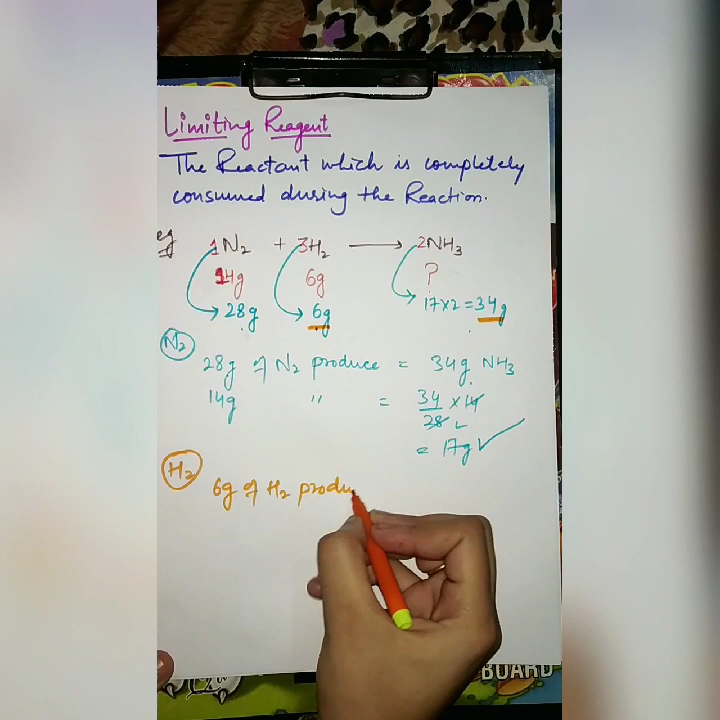 Limiting Reagent
The Reactant which is completely
consumed during the Reaction.
eg 1N₂ + 3H₂ ⟶ 2NH₃
14g 6g ?
28g 6g 17×2=34g
N₂
28g of N₂ produce = 34g NH₃
14g " = 34/28 × 14
= 17g ✓
H₂
6g of H₂ produ
BOARD